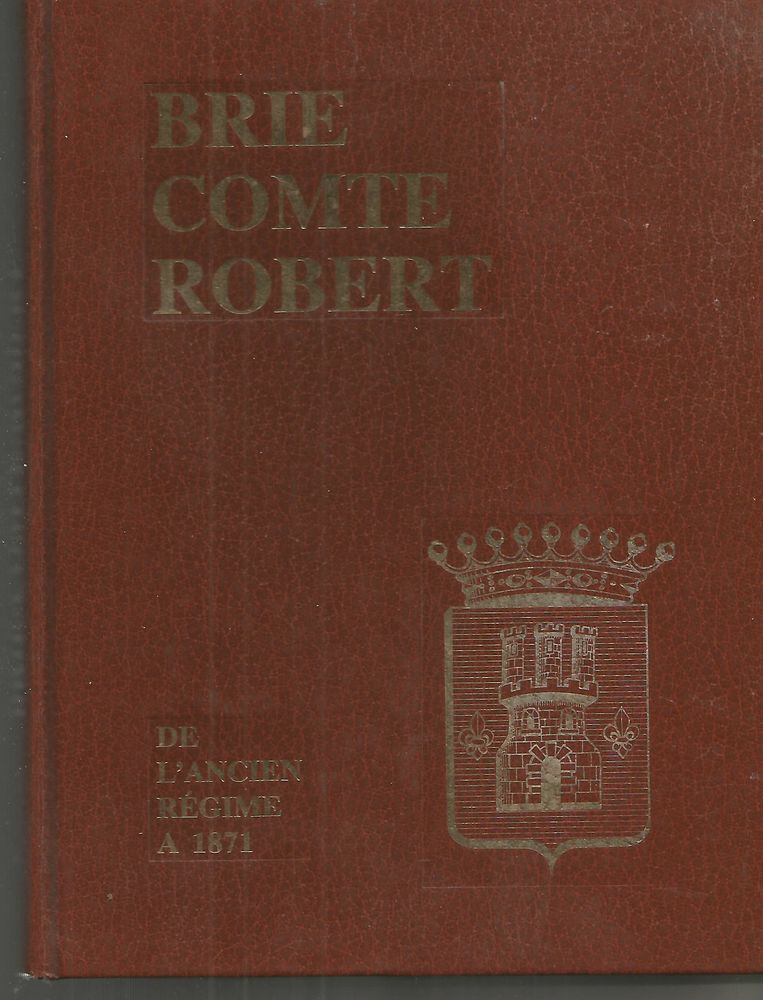 BRIE
COMTE
ROBERT
DE
L'ANCIEN
RÉGIME
A 1871